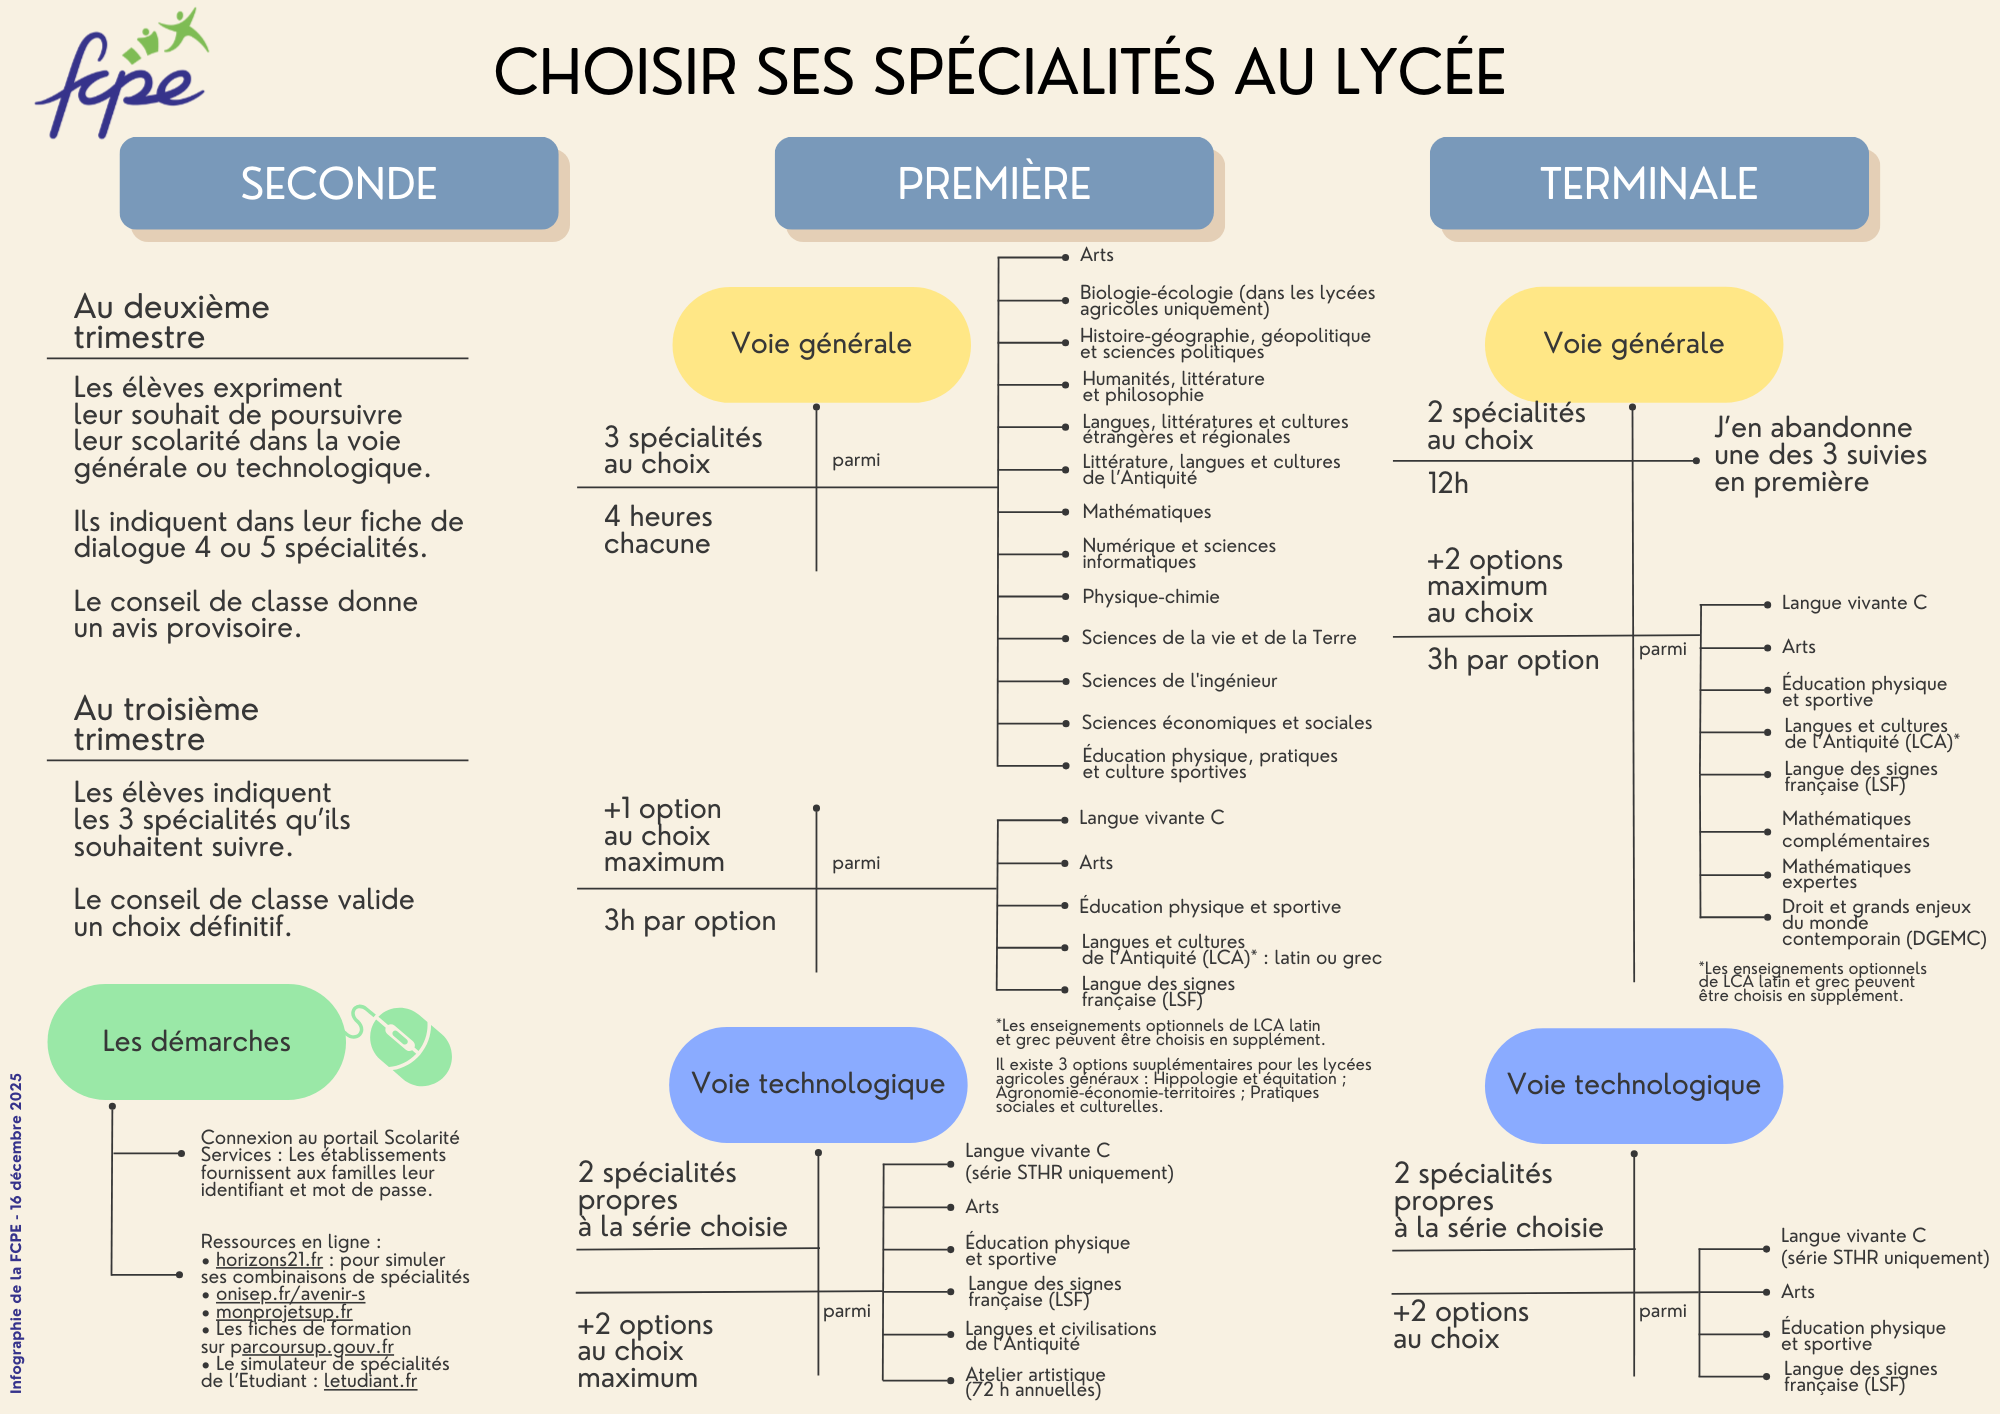 fcpe
CHOISIR SES SPÉCIALITÉS AU LYCÉE
SECONDE
Au deuxième
trimestre
Les élèves expriment
leur souhait de poursuivre
leur scolarité dans la voie
générale ou technologique.
Ils indiquent dans leur fiche de
dialogue 4 ou 5 spécialités.
Le conseil de classe donne
un avis provisoire.
Au troisième
trimestre
Les élèves indiquent
les 3 spécialités qu'ils
souhaitent suivre.
Le conseil de classe valide
un choix définitif.
Les démarches
Connexion au portail Scolarité
Services : Les établissements
fournissent aux familles leur
identifiant et mot de passe.
Ressources en ligne :
• horizons21.fr : pour simuler
ses combinaisons de spécialités
• onisep.fr/avenir-s
• monprojetsup.fr
• Les fiches de formation
sur parcoursup.gouv.fr
• Le simulateur de spécialités
de l'Etudiant : letudiant.fr
Infographie de la FCPE - 16 décembre 2025
PREMIÈRE
Voie générale
3 spécialités
au choix
parmi
4 heures
chacune
Arts
Biologie-écologie (dans les lycées
agricoles uniquement)
Histoire-géographie, géopolitique
et sciences politiques
Humanités, littérature
et philosophie
Langues, littératures et cultures
étrangères et régionales
Littérature, langues et cultures
de l'Antiquité
Mathématiques
Numérique et sciences
informatiques
Physique-chimie
Sciences de la vie et de la Terre
Sciences de l'ingénieur
Sciences économiques et sociales
Éducation physique, pratiques
et culture sportives
+1 option
au choix
maximum
parmi
3h par option
Langue vivante C
Arts
Éducation physique et sportive
Langues et cultures
de l'Antiquité (LCA)* : latin ou grec
Langue des signes
française (LSF)
*Les enseignements optionnels de LCA latin
et grec peuvent être choisis en supplément.
Il existe 3 options suuplémentaires pour les lycées
agricoles généraux : Hippologie et équitation ;
Agronomie-économie-territoires ; Pratiques
sociales et culturelles.
Voie technologique
2 spécialités
propres
à la série choisie
+2 options
au choix
maximum
parmi
Langue vivante C
(série STHR uniquement)
Arts
Éducation physique
et sportive
Langue des signes
française (LSF)
Langues et civilisations
de l'Antiquité
Atelier artistique
(72 h annuelles)
TERMINALE
Voie générale
2 spécialités
au choix
12h
J'en abandonne
une des 3 suivies
en première
+2 options
maximum
au choix
3h par option
parmi
Langue vivante C
Arts
Éducation physique
et sportive
Langues et cultures
de l'Antiquité (LCA)*
Langue des signes
française (LSF)
Mathématiques
complémentaires
Mathématiques
expertes
Droit et grands enjeux
du monde
contemporain (DGEMC)
*Les enseignements optionnels
de LCA latin et grec peuvent
être choisis en supplément.
Voie technologique
2 spécialités
propres
à la série choisie
+2 options
au choix
parmi
Langue vivante C
(série STHR uniquement)
Arts
Éducation physique
et sportive
Langue des signes
française (LSF)